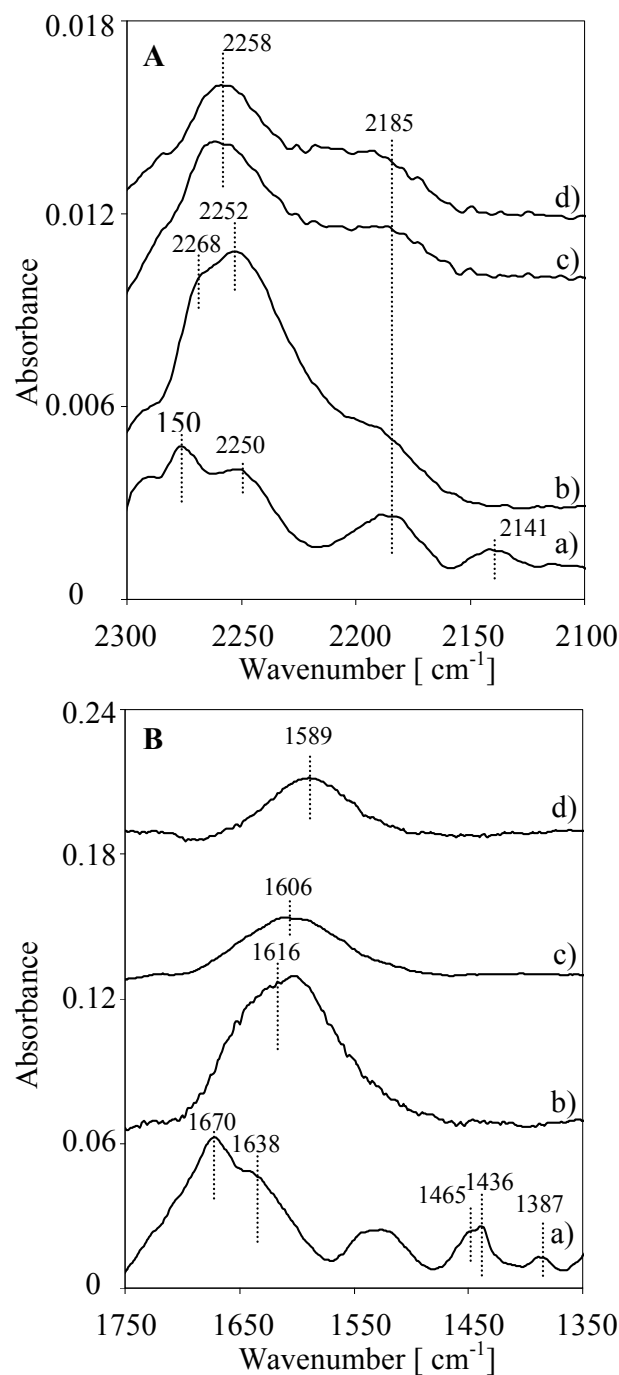 0.018
A
2258
2185
d)
0.012
2252
2268
c)
Absorbance
0.006
150
2250
b)
2141
a)
0
2300 2250 2200 2150 2100
Wavenumber [ cm-1]
0.24
B
1589
d)
0.18
1606
c)
1616
0.12
Absorbance
b)
1670
1638
0.06
1465
1436
1387
a)
0
1750 1650 1550 1450 1350
Wavenumber [ cm-1]